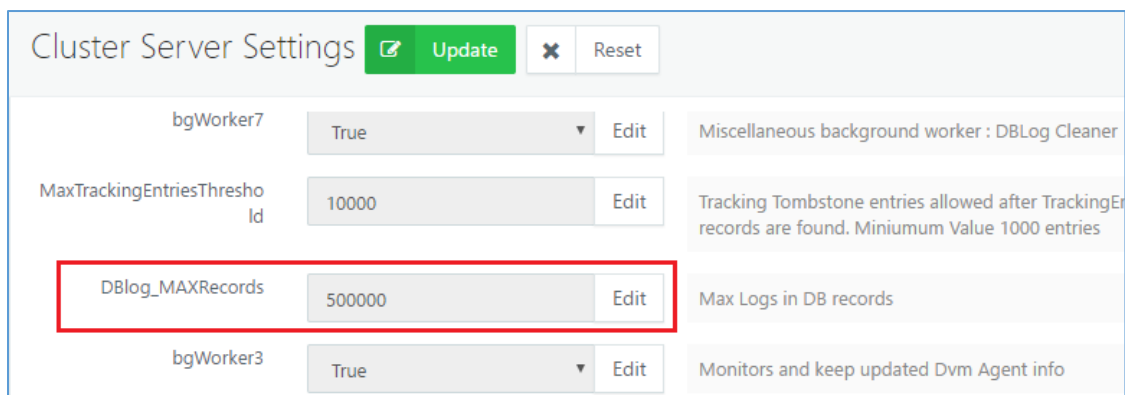 Cluster Server Settings Update Reset
bgWorker7 True Edit Miscellaneous background worker : DBLog Cleaner
MaxTrackingEntriesThresho
ld
10000 Edit
Tracking Tombstone entries allowed after TrackingEr
records are found. Miniumum Value 1000 entries
DBlog_MAXRecords 500000 Edit Max Logs in DB records
bgWorker3 True Edit Monitors and keep updated Dvm Agent info